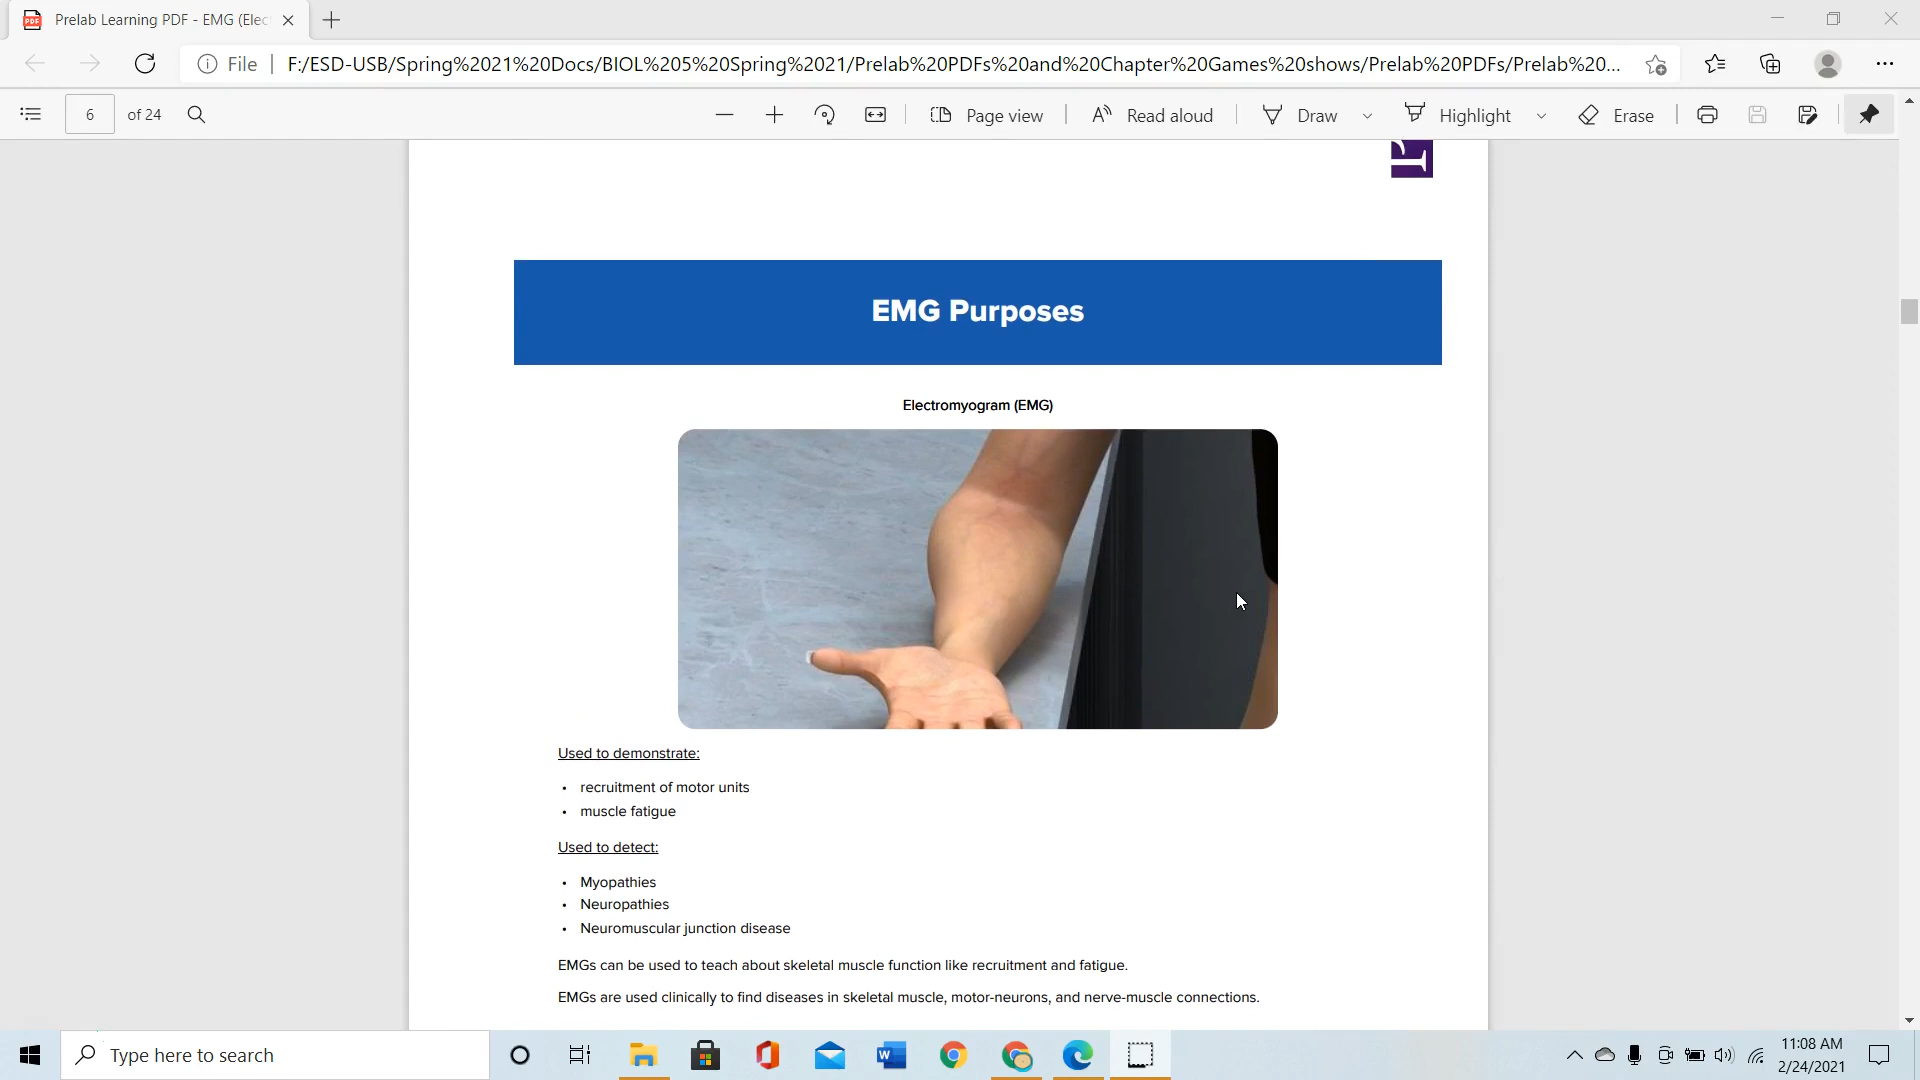 Prelab Learning PDF - EMG (Elec
File
F:/ESD-USB/Spring%2021%20Docs/BIOL%205%20Spring%2021/Prelab%20PDFs%20and%20Chapter%20Games%20shows/Prelab%20PDFs/Prelab%20...
6 of 24
Page view
Read aloud
Draw
Highlight
Erase
EMG Purposes
Electromyogram (EMG)
Used to demonstrate:
• recruitment of motor units
• muscle fatigue
Used to detect:
• Myopathies
• Neuropathies
• Neuromuscular junction disease
EMGs can be used to teach about skeletal muscle function like recruitment and fatigue.
EMGs are used clinically to find diseases in skeletal muscle, motor-neurons, and nerve-muscle connections.
Type here to search
11:08 AM
2/24/2021